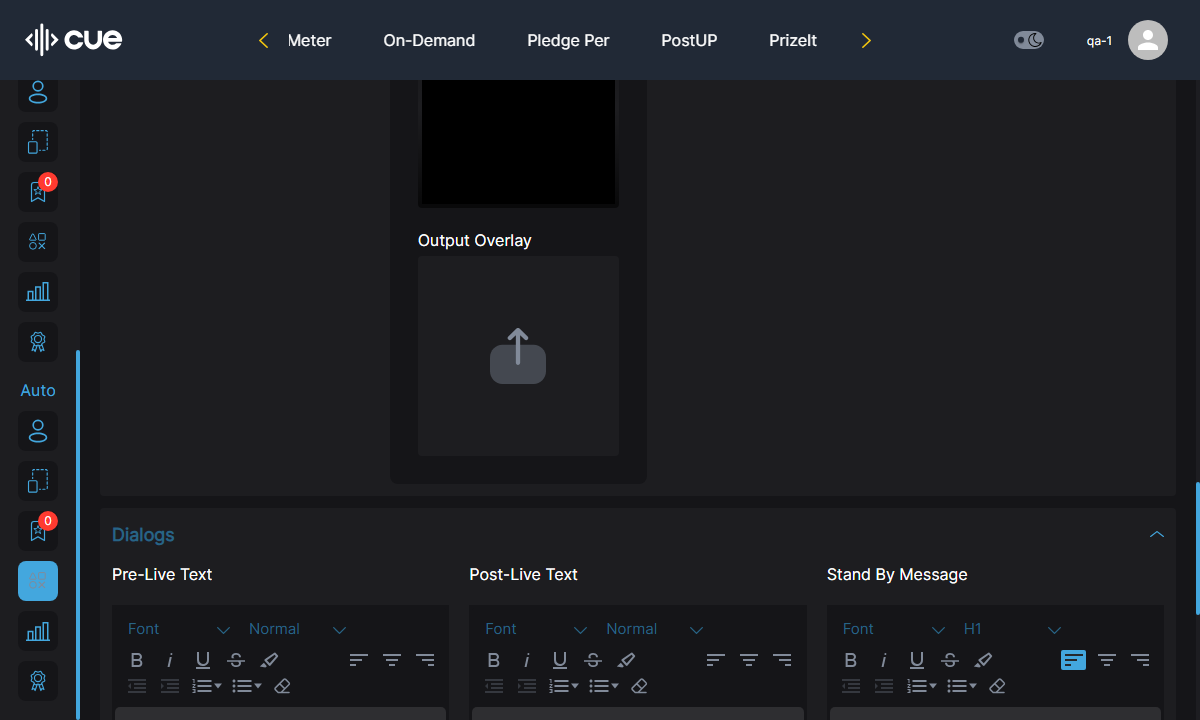 cue
Meter
On-Demand
Pledge Per
PostUP
PrizeIt
qa-1
0
Auto
0
Output Overlay
Dialogs
Pre-Live Text
Post-Live Text
Stand By Message
Font
Normal
Font
Normal
Font
H1